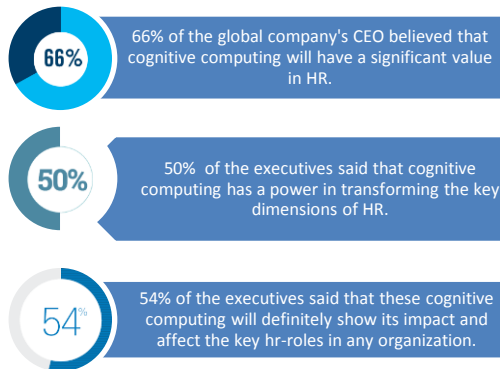 66%
66% of the global company's CEO believed that
cognitive computing will have a significant value
in HR.
50%
50% of the executives said that cognitive
computing has a power in transforming the key
dimensions of HR.
54%
54% of the executives said that these cognitive
computing will definitely show its impact and
affect the key hr-roles in any organization.